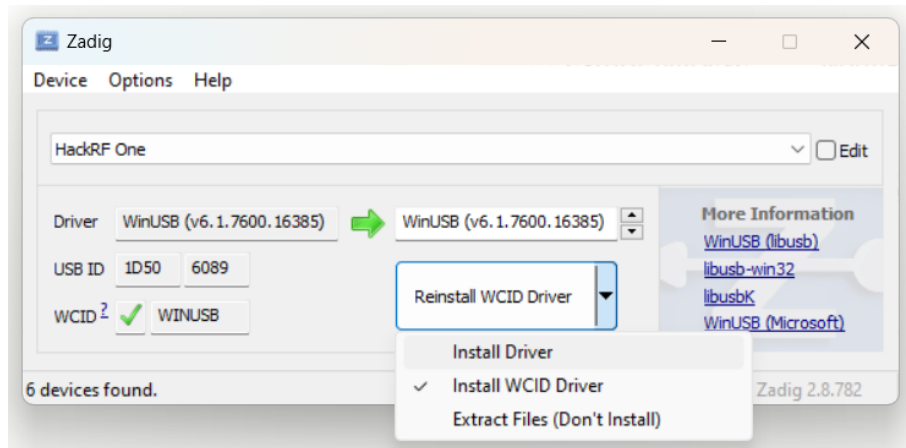 Zadig
Device Options Help
HackRF One
Edit
Driver WinUSB (v6.1.7600.16385) WinUSB (v6.1.7600.16385)
USB ID 1D50 6089
WCID ? WINUSB
Reinstall WCID Driver
More Information
WinUSB (libusb)
libusb-win32
libusbK
WinUSB (Microsoft)
Install Driver
Install WCID Driver
Extract Files (Don't Install)
6 devices found.
Zadig 2.8.782